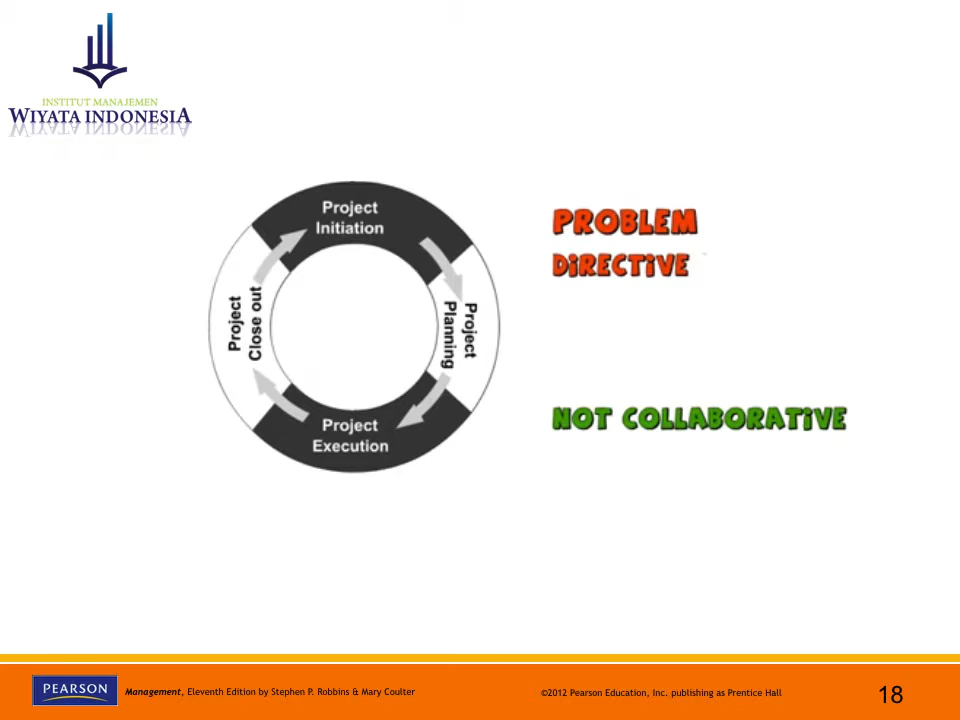 INSTITUT MANAJEMEN
WIYATA INDONESIA
Project
Initiation
Project
Planning
Project
Execution
Project
Close out
PROBLEM
DIRECTIVE
NOT COLLABORATIVE
PEARSON
Management, Eleventh Edition by Stephen P. Robbins & Mary Coulter
©2012 Pearson Education, Inc. publishing as Prentice Hall
18